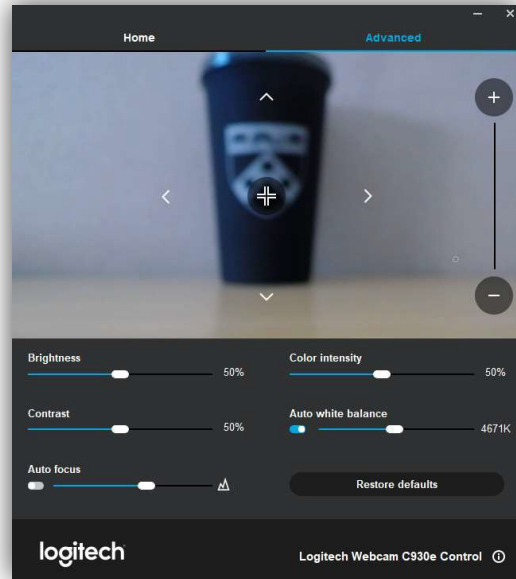 Home
Advanced
Brightness
50%
Color intensity
50%
Contrast
50%
Auto white balance
4671K
Auto focus
Restore defaults
logitech
Logitech Webcam C930e Control